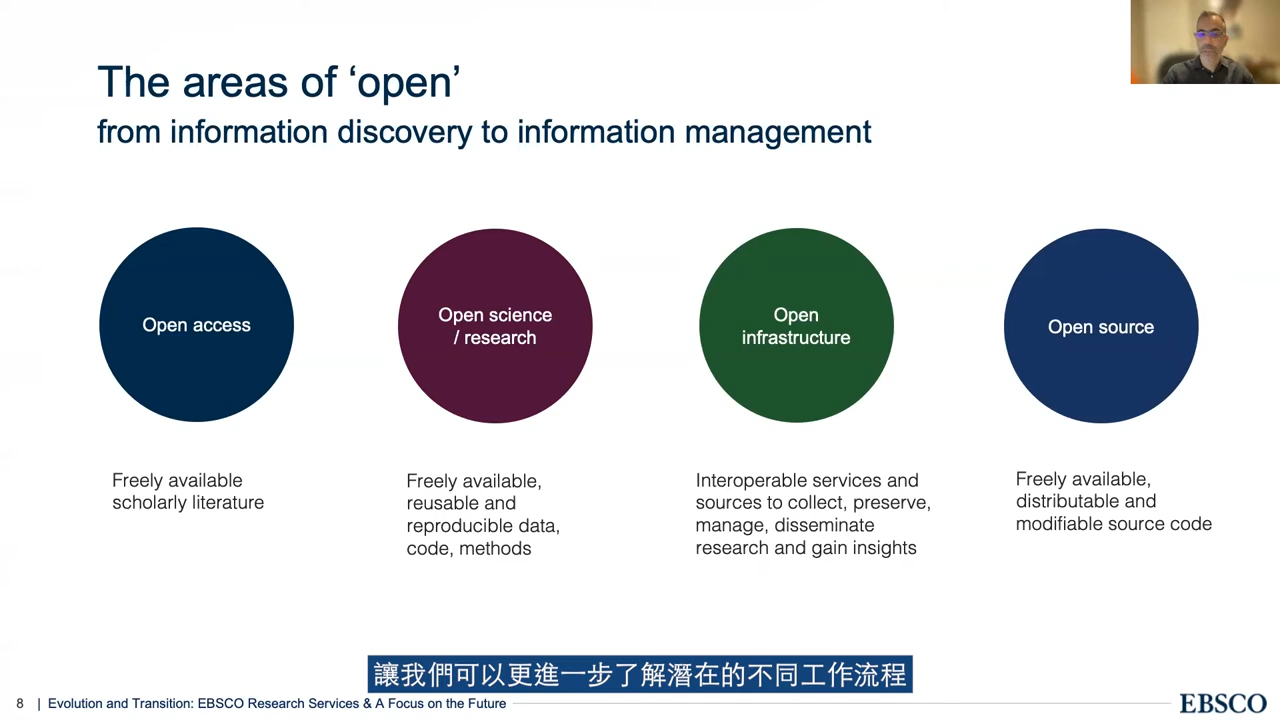 The areas of ‘open’
from information discovery to information management
Open access
Open science
/ research
Open
infrastructure
Open source
Freely available
scholarly literature
Freely available,
reusable and
reproducible data,
code, methods
Interoperable services and
sources to collect, preserve,
manage, disseminate
research and gain insights
Freely available,
distributable and
modifiable source code
讓我們可以更進一步了解潛在的不同工作流程
8 | Evolution and Transition: EBSCO Research Services & A Focus on the Future
EBSCO